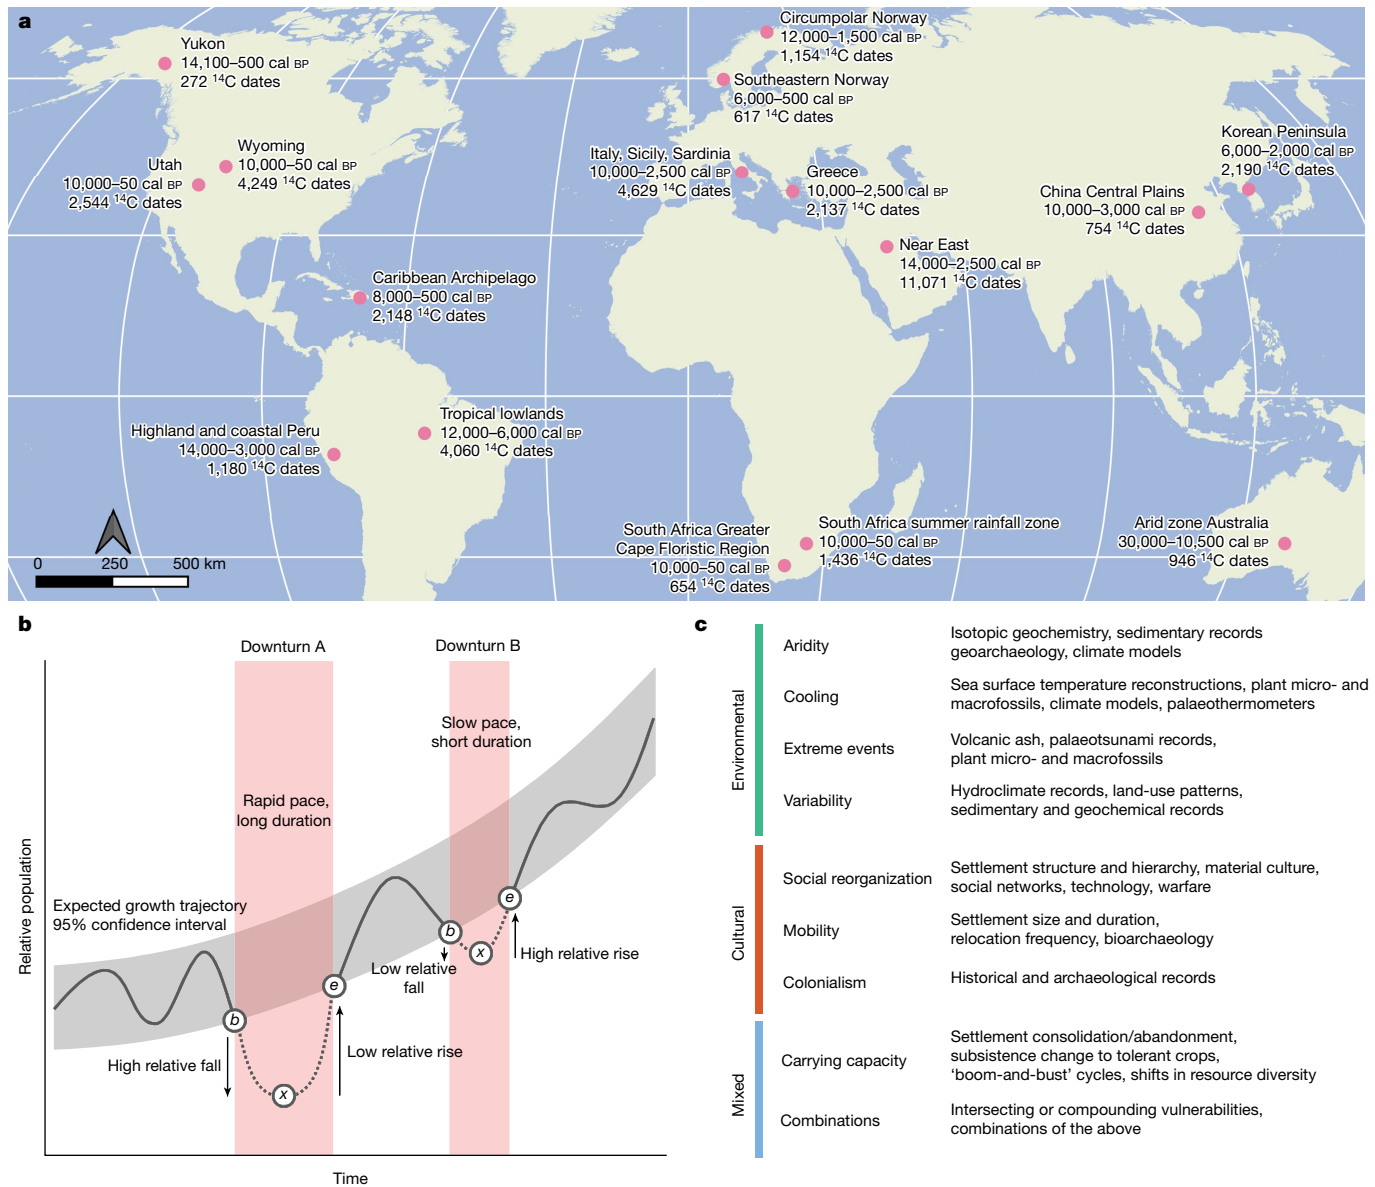 a
Circumpolar Norway
12,000–1,500 cal BP
1,154 ¹⁴C dates
Yukon
14,100–500 cal BP
272 ¹⁴C dates
Southeastern Norway
6,000–500 cal BP
617 ¹⁴C dates
Wyoming
10,000–50 cal BP
4,249 ¹⁴C dates
Utah
10,000–50 cal BP
2,544 ¹⁴C dates
Italy, Sicily, Sardinia
10,000–2,500 cal BP
4,629 ¹⁴C dates
Greece
10,000–2,500 cal BP
2,137 ¹⁴C dates
Korean Peninsula
6,000–2,000 cal BP
2,190 ¹⁴C dates
China Central Plains
10,000–3,000 cal BP
754 ¹⁴C dates
Near East
14,000–2,500 cal BP
11,071 ¹⁴C dates
Caribbean Archipelago
8,000–500 cal BP
2,148 ¹⁴C dates
Tropical lowlands
12,000–6,000 cal BP
4,060 ¹⁴C dates
Highland and coastal Peru
14,000–3,000 cal BP
1,180 ¹⁴C dates
South Africa Greater
Cape Floristic Region
10,000–50 cal BP
654 ¹⁴C dates
South Africa summer rainfall zone
10,000–50 cal BP
1,436 ¹⁴C dates
Arid zone Australia
30,000–10,500 cal BP
946 ¹⁴C dates
0 250 500 km
b
Downturn A
Downturn B
Slow pace,
short duration
Rapid pace,
long duration
Expected growth trajectory
95% confidence interval
Relative population
b
x
e
b
x
e
High relative fall
Low relative rise
Low relative
fall
High relative rise
Time
c
Environmental
Aridity
Isotopic geochemistry, sedimentary records
geoarchaeology, climate models
Cooling
Sea surface temperature reconstructions, plant micro- and
macrofossils, climate models, palaeothermometers
Extreme events
Volcanic ash, palaeotsunami records,
plant micro- and macrofossils
Variability
Hydroclimate records, land-use patterns,
sedimentary and geochemical records
Cultural
Social reorganization
Settlement structure and hierarchy, material culture,
social networks, technology, warfare
Mobility
Settlement size and duration,
relocation frequency, bioarchaeology
Colonialism
Historical and archaeological records
Mixed
Carrying capacity
Settlement consolidation/abandonment,
subsistence change to tolerant crops,
‘boom-and-bust’ cycles, shifts in resource diversity
Combinations
Intersecting or compounding vulnerabilities,
combinations of the above